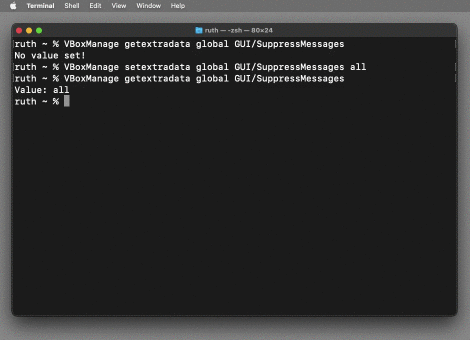 Terminal Shell Edit View Window Help
ruth — -zsh — 80×24
ruth ~ % VBoxManage getextradata global GUI/SuppressMessages
No value set!
ruth ~ % VBoxManage setextradata global GUI/SuppressMessages all
ruth ~ % VBoxManage getextradata global GUI/SuppressMessages
Value: all
ruth ~ %